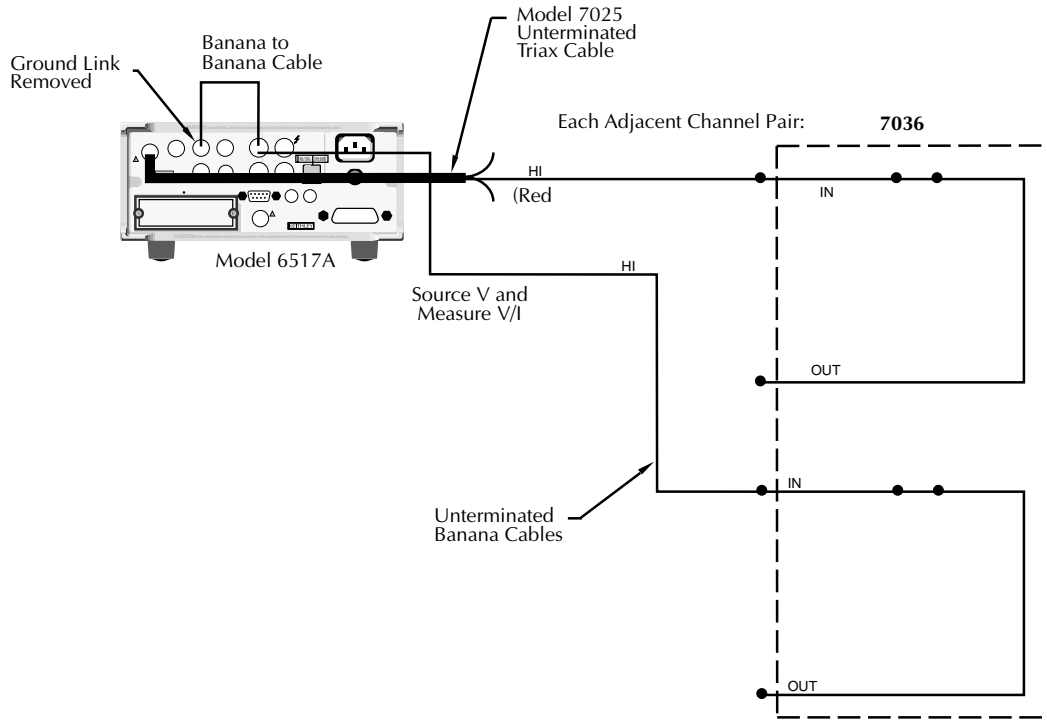 Model 7025
Unterminated
Triax Cable
Banana to
Banana Cable
Ground Link
Removed
Each Adjacent Channel Pair:
7036
HI
(Red
IN
Model 6517A
HI
Source V and
Measure V/I
OUT
IN
Unterminated
Banana Cables
OUT
KEITHLEY